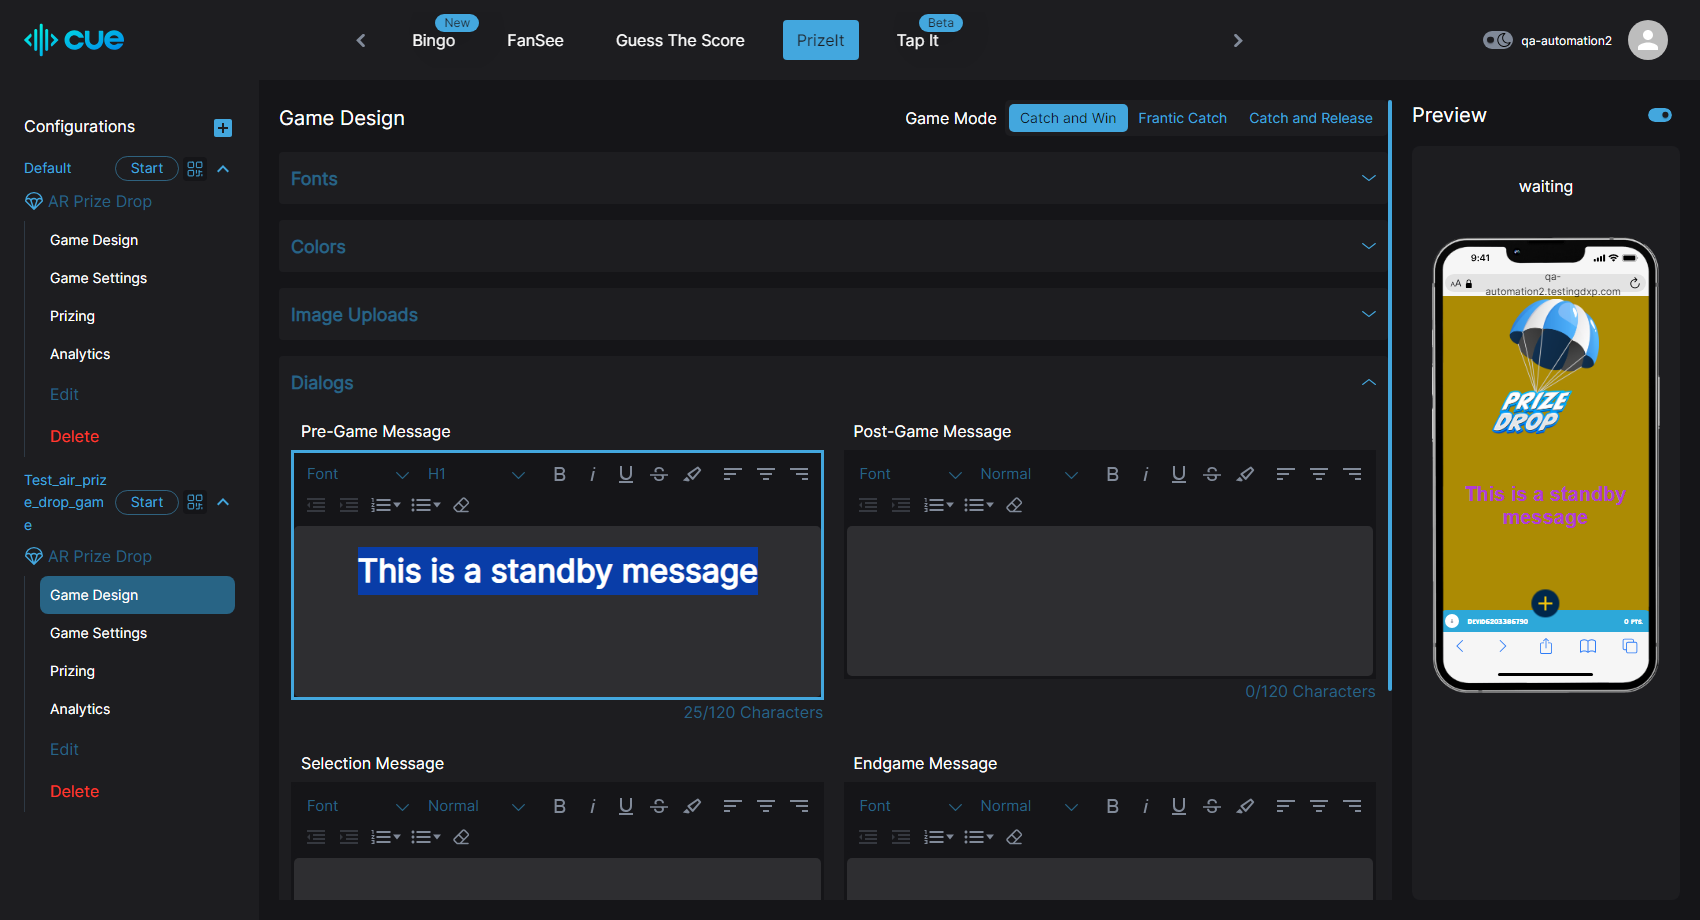 cue
New
Bingo
FanSee
Guess The Score
PrizeIt
Beta
Tap It
qa-automation2
Configurations
Default
Start
AR Prize Drop
Game Design
Game Settings
Prizing
Analytics
Edit
Delete
Test_air_priz
e_drop_gam
e
Start
AR Prize Drop
Game Design
Game Settings
Prizing
Analytics
Edit
Delete
Game Design
Game Mode
Catch and Win
Frantic Catch
Catch and Release
Fonts
Colors
Image Uploads
Dialogs
Pre-Game Message
Font
H1
B
i
U
S
This is a standby message
25/120 Characters
Post-Game Message
Font
Normal
B
i
U
S
0/120 Characters
Selection Message
Font
Normal
B
i
U
S
Endgame Message
Font
Normal
B
i
U
S
Preview
waiting
9:41
AA
qa-
automation2.testingdxp.com
PRIZE
DROP
This is a standby
message
0 PTS.